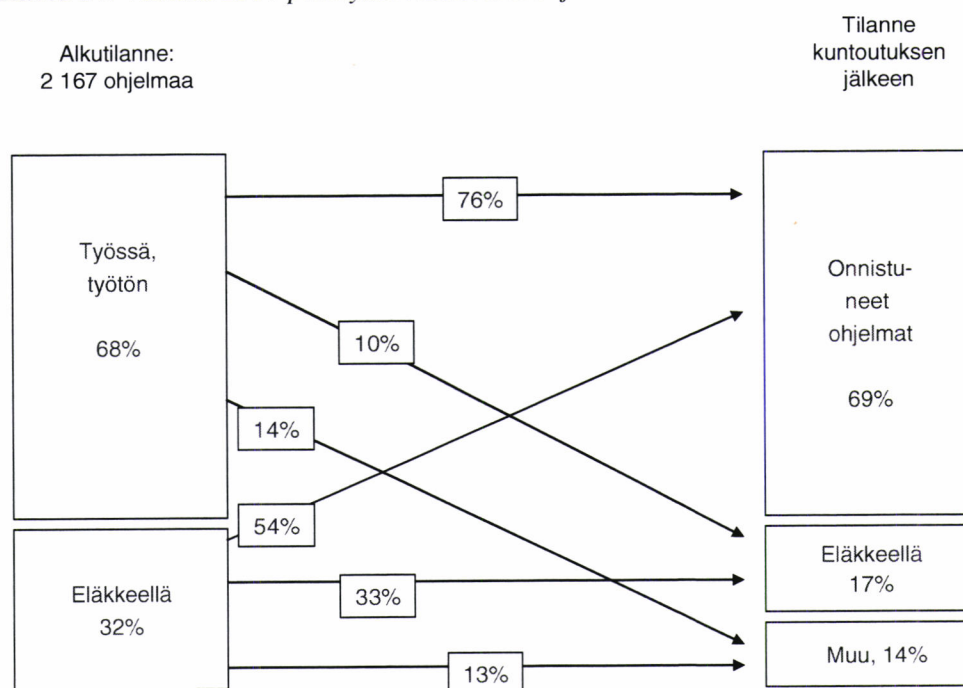 Alkutilanne:
2 167 ohjelmaa
Tilanne
kuntoutuksen
jälkeen
Työssä,
työtön
68%
76%
10%
14%
54%
Onnistu-
neet
ohjelmat
69%
Eläkkeellä
32%
33%
13%
Eläkkeellä
17%
Muu, 14%